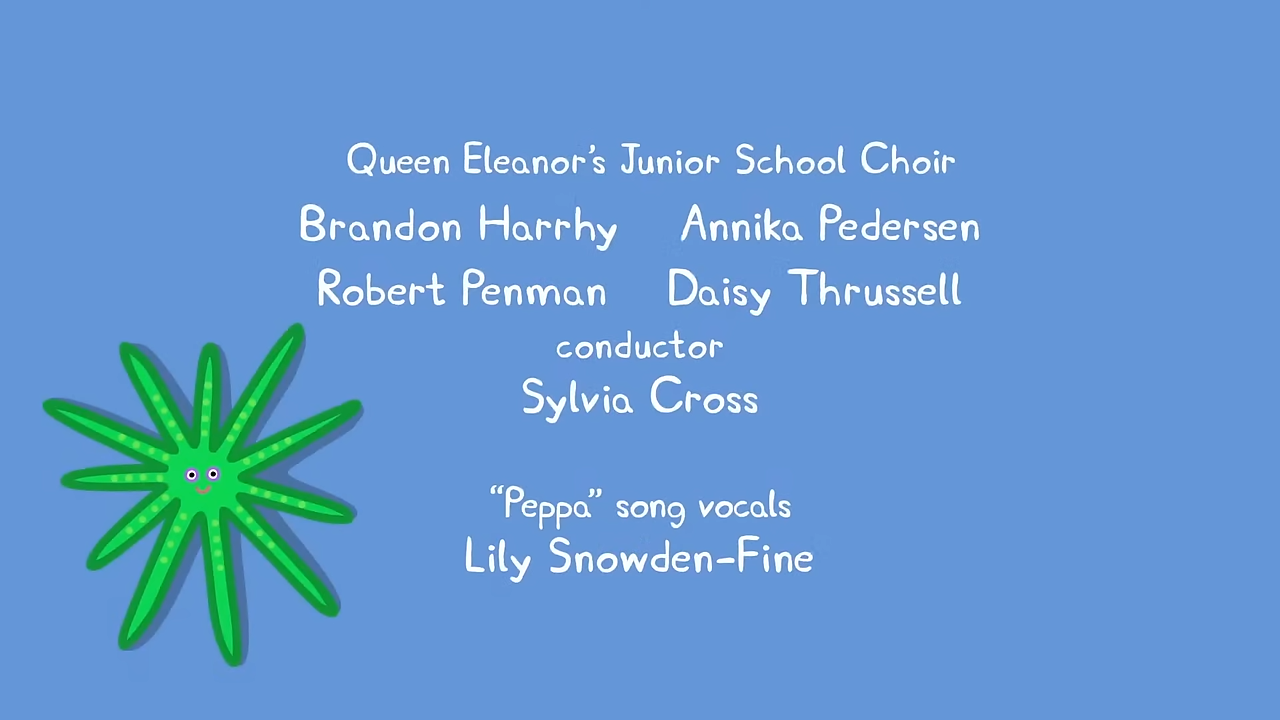 Queen Eleanor's Junior School Choir
Brandon Harrhy Annika Pedersen
Robert Penman Daisy Thrussell
conductor
Sylvia Cross
“Peppa” song vocals
Lily Snowden-Fine